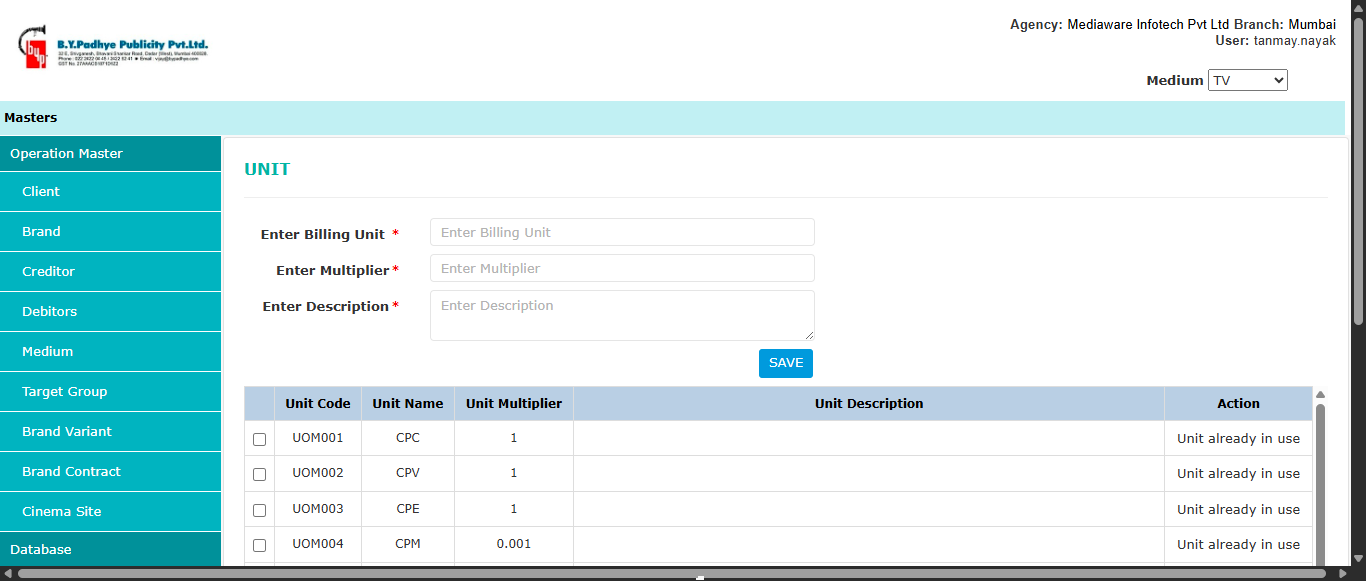 Agency: Mediaware Infotech Pvt Ltd Branch: Mumbai
User: tanmay.nayak
byp
B.Y.Padhye Publicity Pvt.Ltd.
Medium TV
Masters
Operation Master
Client
Brand
Creditor
Debitors
Medium
Target Group
Brand Variant
Brand Contract
Cinema Site
Database
UNIT
Enter Billing Unit * Enter Billing Unit
Enter Multiplier * Enter Multiplier
Enter Description * Enter Description
SAVE
Unit Code Unit Name Unit Multiplier Unit Description Action
UOM001 CPC 1 Unit already in use
UOM002 CPV 1 Unit already in use
UOM003 CPE 1 Unit already in use
UOM004 CPM 0.001 Unit already in use